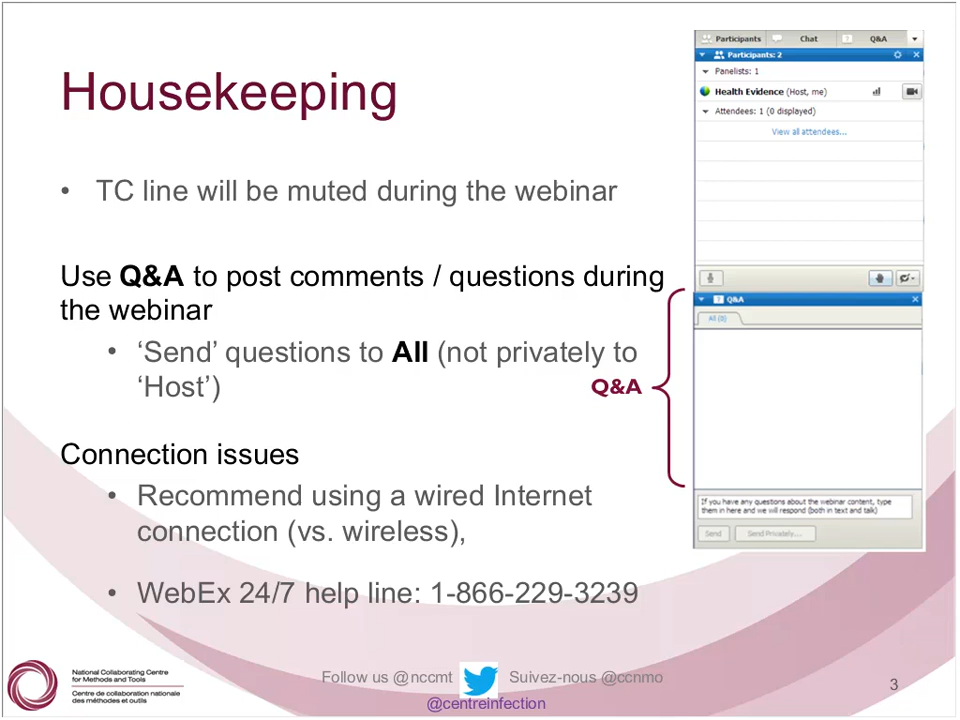 Housekeeping
• TC line will be muted during the webinar
Use Q&A to post comments / questions during
the webinar
• ‘Send’ questions to All (not privately to
‘Host’)
Connection issues
• Recommend using a wired Internet
connection (vs. wireless),
• WebEx 24/7 help line: 1-866-229-3239
Participants Chat Q&A
Participants: 2
Panelists: 1
Health Evidence (Host, me)
Attendees: 1 (0 displayed)
View all attendees...
Q&A
Q&A
All (0)
If you have any questions about the webinar content, type
them in here and we will respond (both in text and talk)
Send Send Privately...
National Collaborating Centre
for Methods and Tools
Centre de collaboration nationale
des méthodes et outils
Follow us @nccmt Suivez-nous @ccnmo
@centreinfection
3